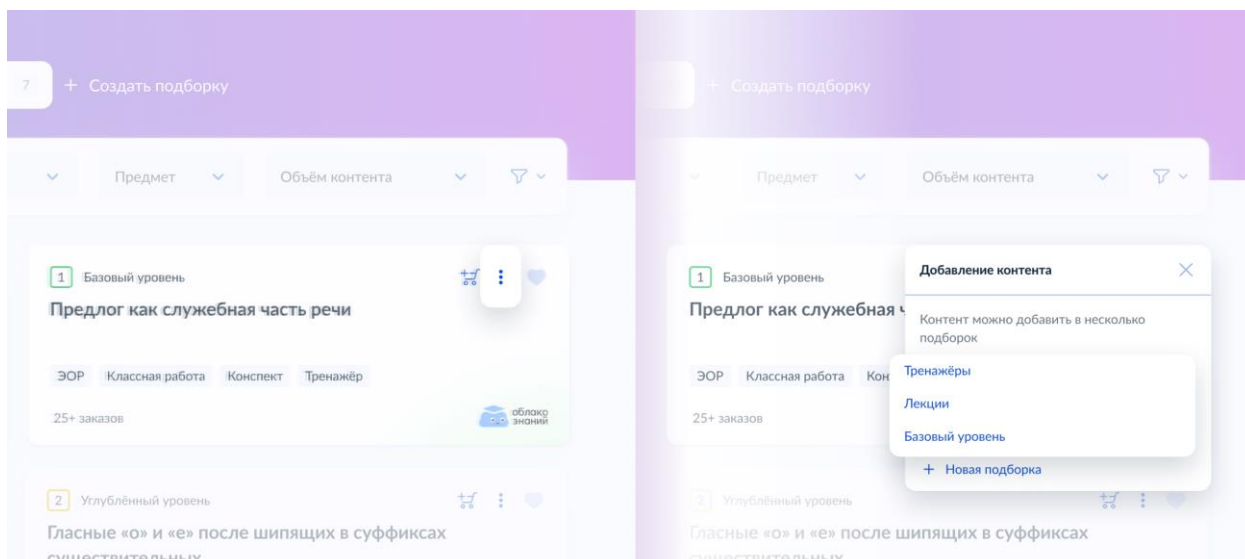 7
+ Создать подборку
Предмет
Объём контента
1 Базовый уровень
Предлог как служебная часть речи
ЭОР Классная работа Конспект Тренажёр
25+ заказов
облако
знаний
2 Углублённый уровень
Гласные «о» и «е» после шипящих в суффиксах
существительных
+ Создать подборку
Предмет
Объём контента
1 Базовый уровень
Предлог как служебная ч
ЭОР Классная работа Кон
25+ заказов
Добавление контента
Контент можно добавить в несколько
подборок
Тренажёры
Лекции
Базовый уровень
+ Новая подборка
2 Углублённый уровень
Гласные «о» и «е» после шипящих в суффиксах
существительных